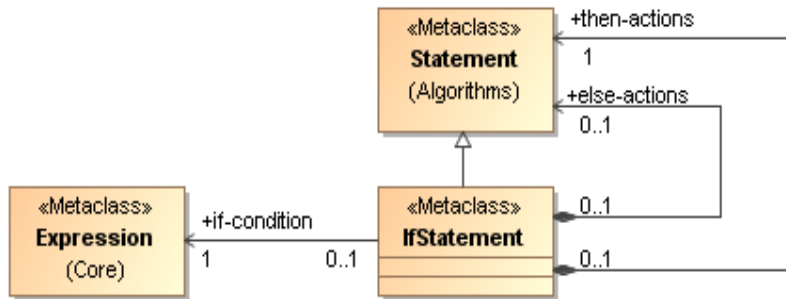 «Metaclass»
Statement
(Algorithms)
+then-actions
1
+else-actions
0..1
«Metaclass»
Expression
(Core)
+if-condition
1
0..1
«Metaclass»
IfStatement
0..1
0..1